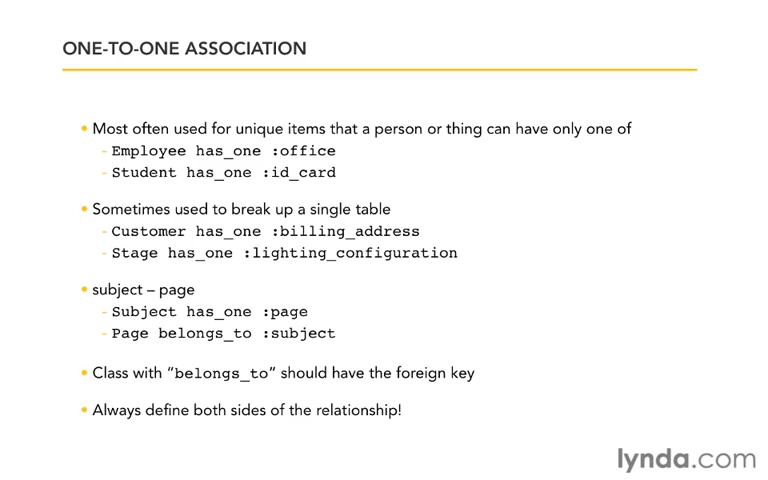 ONE-TO-ONE ASSOCIATION
• Most often used for unique items that a person or thing can have only one of
- Employee has_one :office
- Student has_one :id_card
• Sometimes used to break up a single table
- Customer has_one :billing_address
- Stage has_one :lighting_configuration
• subject – page
- Subject has_one :page
- Page belongs_to :subject
• Class with “belongs_to” should have the foreign key
• Always define both sides of the relationship!
lynda.com